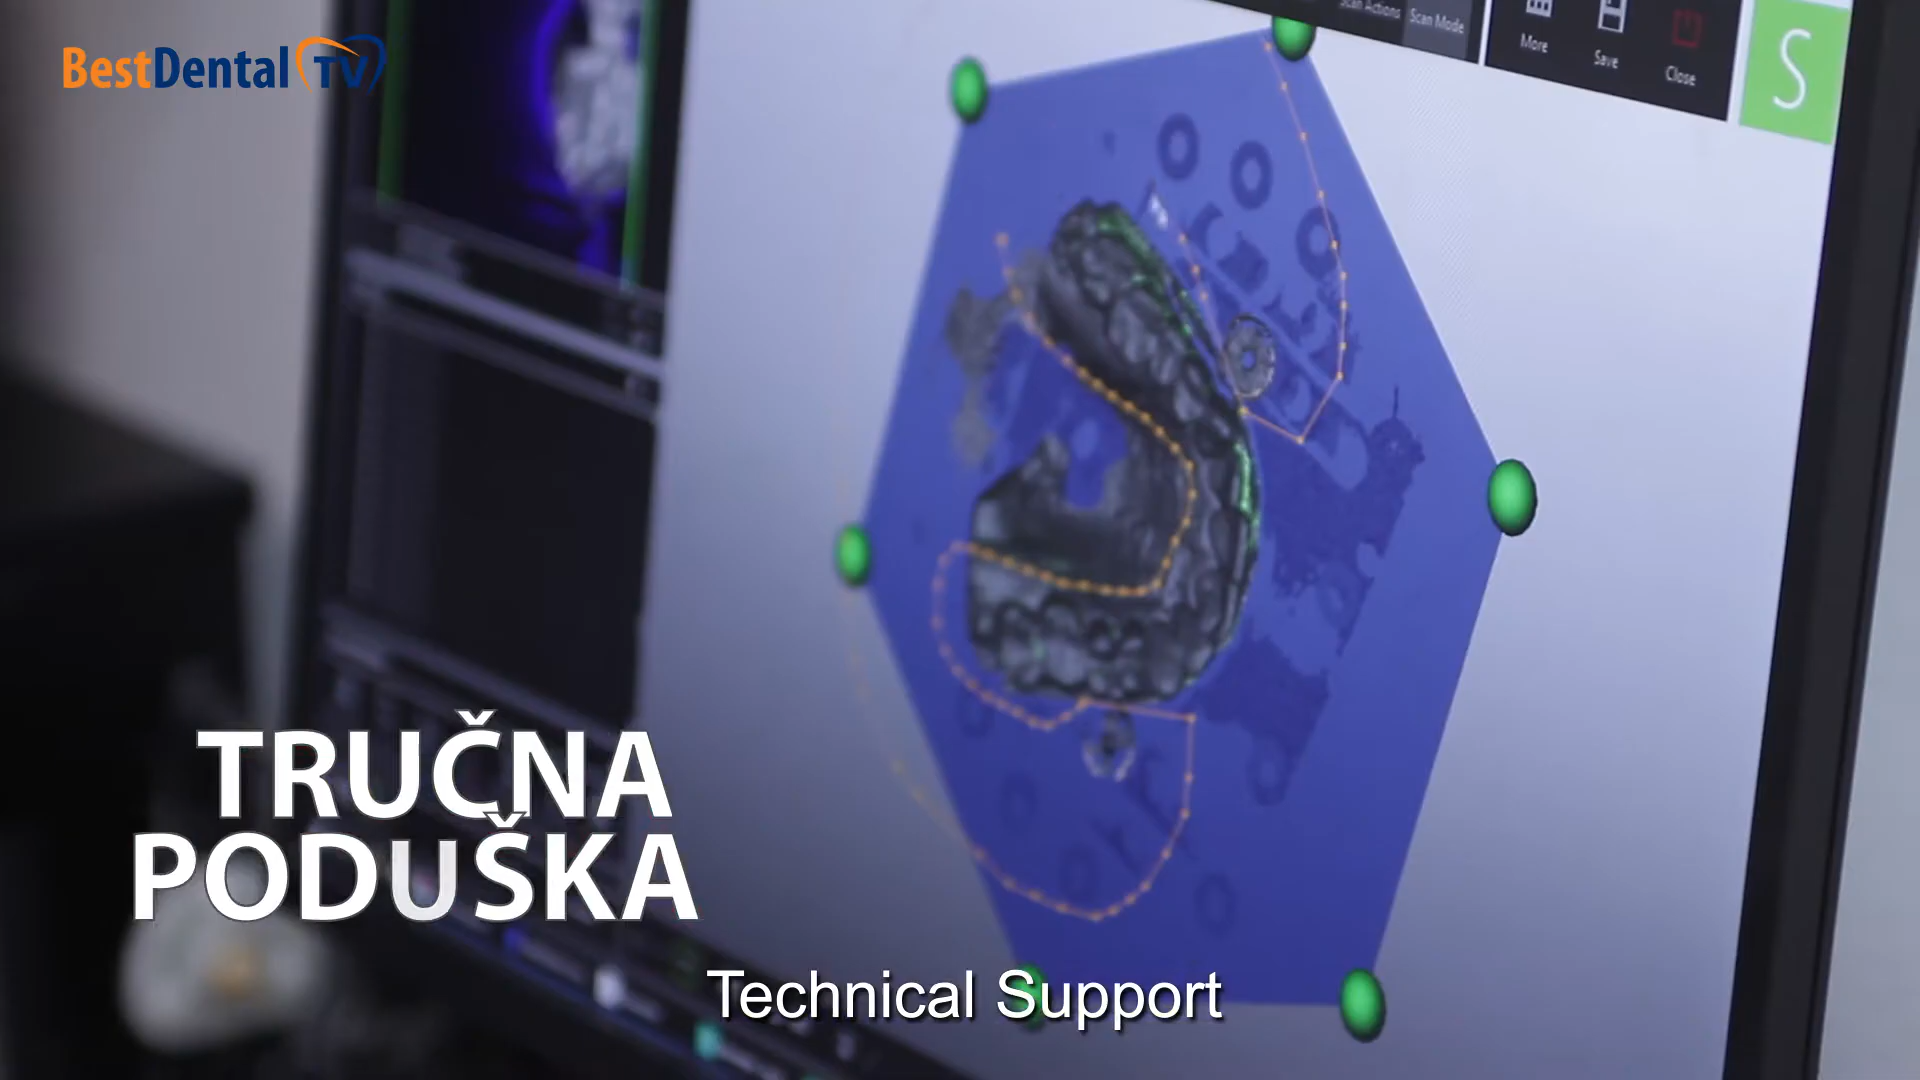 BestDental TV
Scan Actions
Scan Mode
More
Save
Close
S
TRUČNA
PODUŠKA
Technical Support